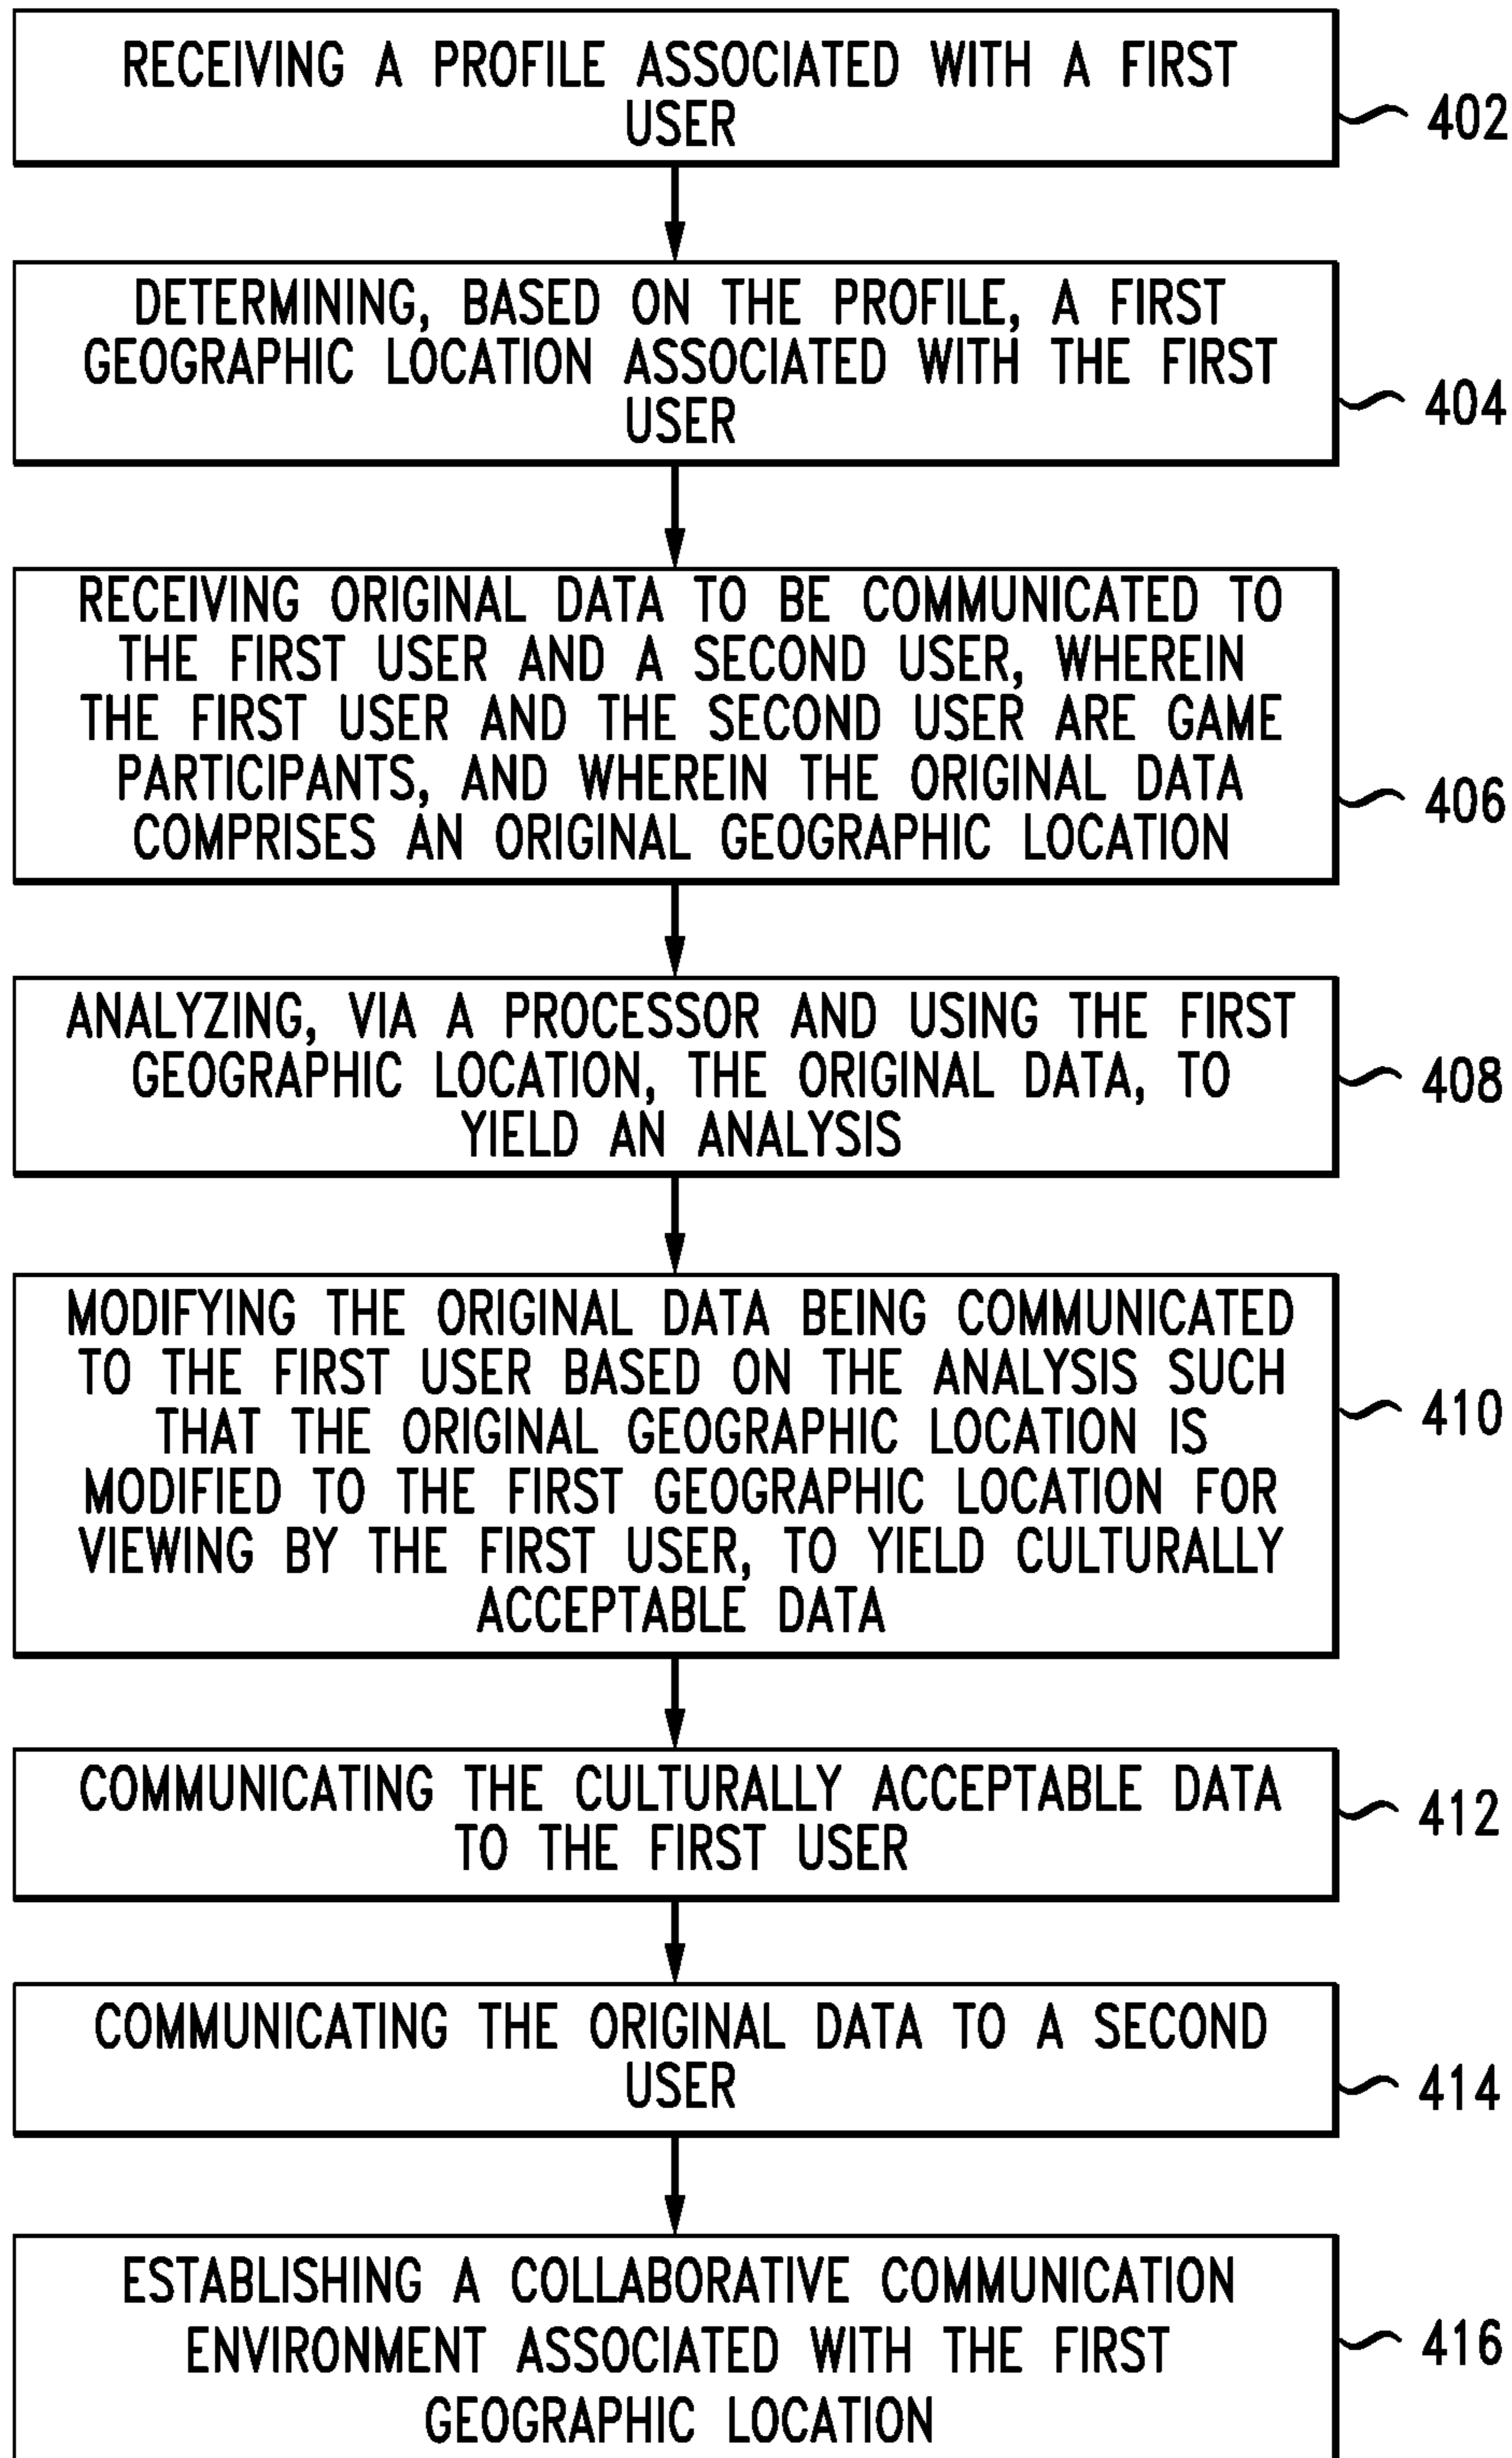 RECEIVING A PROFILE ASSOCIATED WITH A FIRST
USER
402
DETERMINING, BASED ON THE PROFILE, A FIRST
GEOGRAPHIC LOCATION ASSOCIATED WITH THE FIRST
USER
404
RECEIVING ORIGINAL DATA TO BE COMMUNICATED TO
THE FIRST USER AND A SECOND USER, WHEREIN
THE FIRST USER AND THE SECOND USER ARE GAME
PARTICIPANTS, AND WHEREIN THE ORIGINAL DATA
COMPRISES AN ORIGINAL GEOGRAPHIC LOCATION
406
ANALYZING, VIA A PROCESSOR AND USING THE FIRST
GEOGRAPHIC LOCATION, THE ORIGINAL DATA, TO
YIELD AN ANALYSIS
408
MODIFYING THE ORIGINAL DATA BEING COMMUNICATED
TO THE FIRST USER BASED ON THE ANALYSIS SUCH
THAT THE ORIGINAL GEOGRAPHIC LOCATION IS
MODIFIED TO THE FIRST GEOGRAPHIC LOCATION FOR
VIEWING BY THE FIRST USER, TO YIELD CULTURALLY
ACCEPTABLE DATA
410
COMMUNICATING THE CULTURALLY ACCEPTABLE DATA
TO THE FIRST USER
412
COMMUNICATING THE ORIGINAL DATA TO A SECOND
USER
414
ESTABLISHING A COLLABORATIVE COMMUNICATION
ENVIRONMENT ASSOCIATED WITH THE FIRST
GEOGRAPHIC LOCATION
416